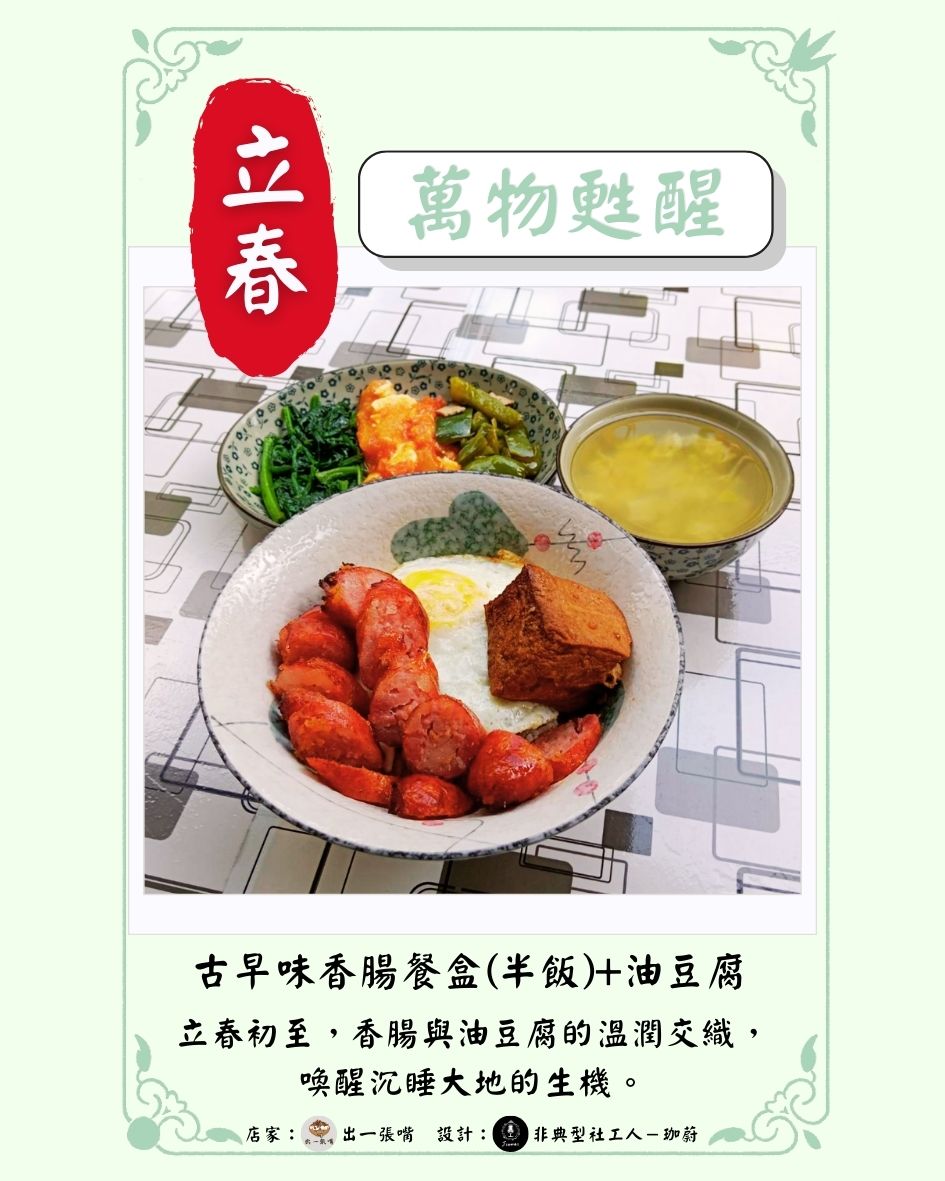 立春
萬物甦醒
古早味香腸餐盒(半飯)+油豆腐
立春初至，香腸與油豆腐的溫潤交織，
喚醒沉睡大地的生機。
店家： 出一張嘴 設計： 非典型社工人－珈蔚